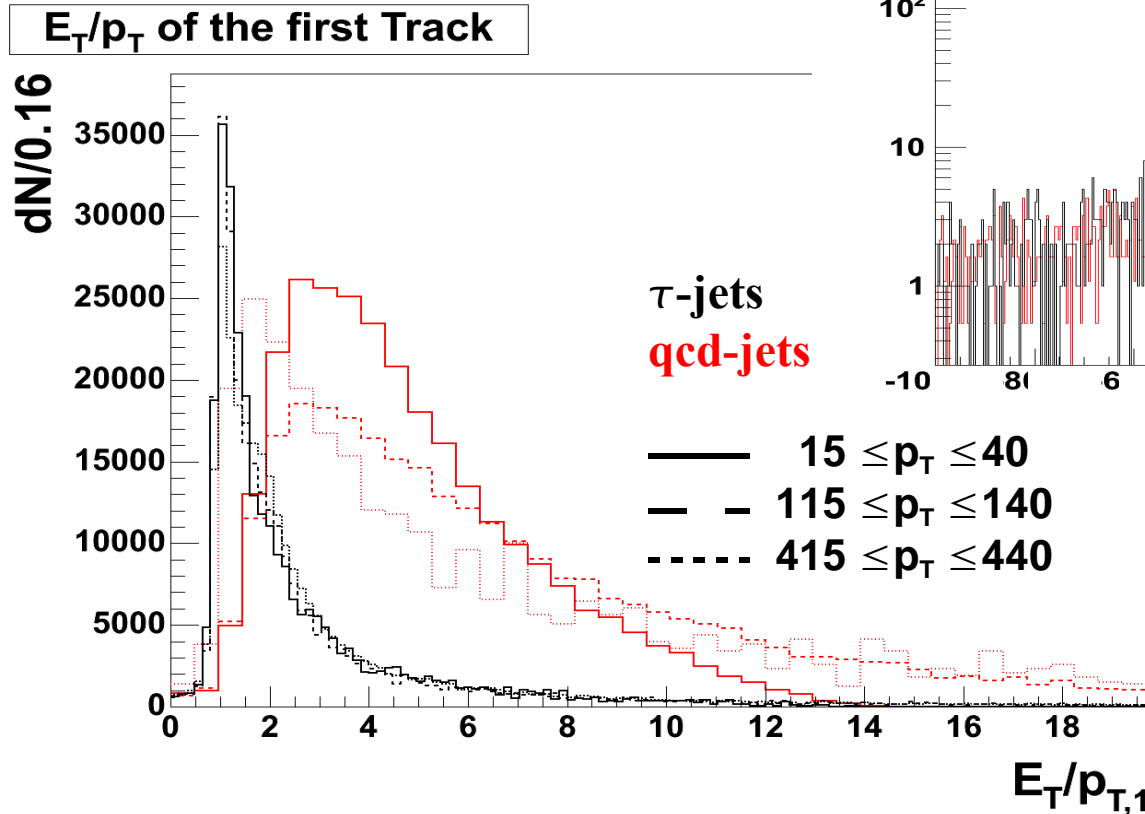 E_T/p_T of the first Track
dN/0.16
35000
30000
25000
20000
15000
10000
5000
0
0 2 4 6 8 10 12 14 16 18
E_T/p_T,1
τ-jets
qcd-jets
15 ≤p_T ≤40
115 ≤p_T ≤140
415 ≤p_T ≤440
10²
10
1
-10